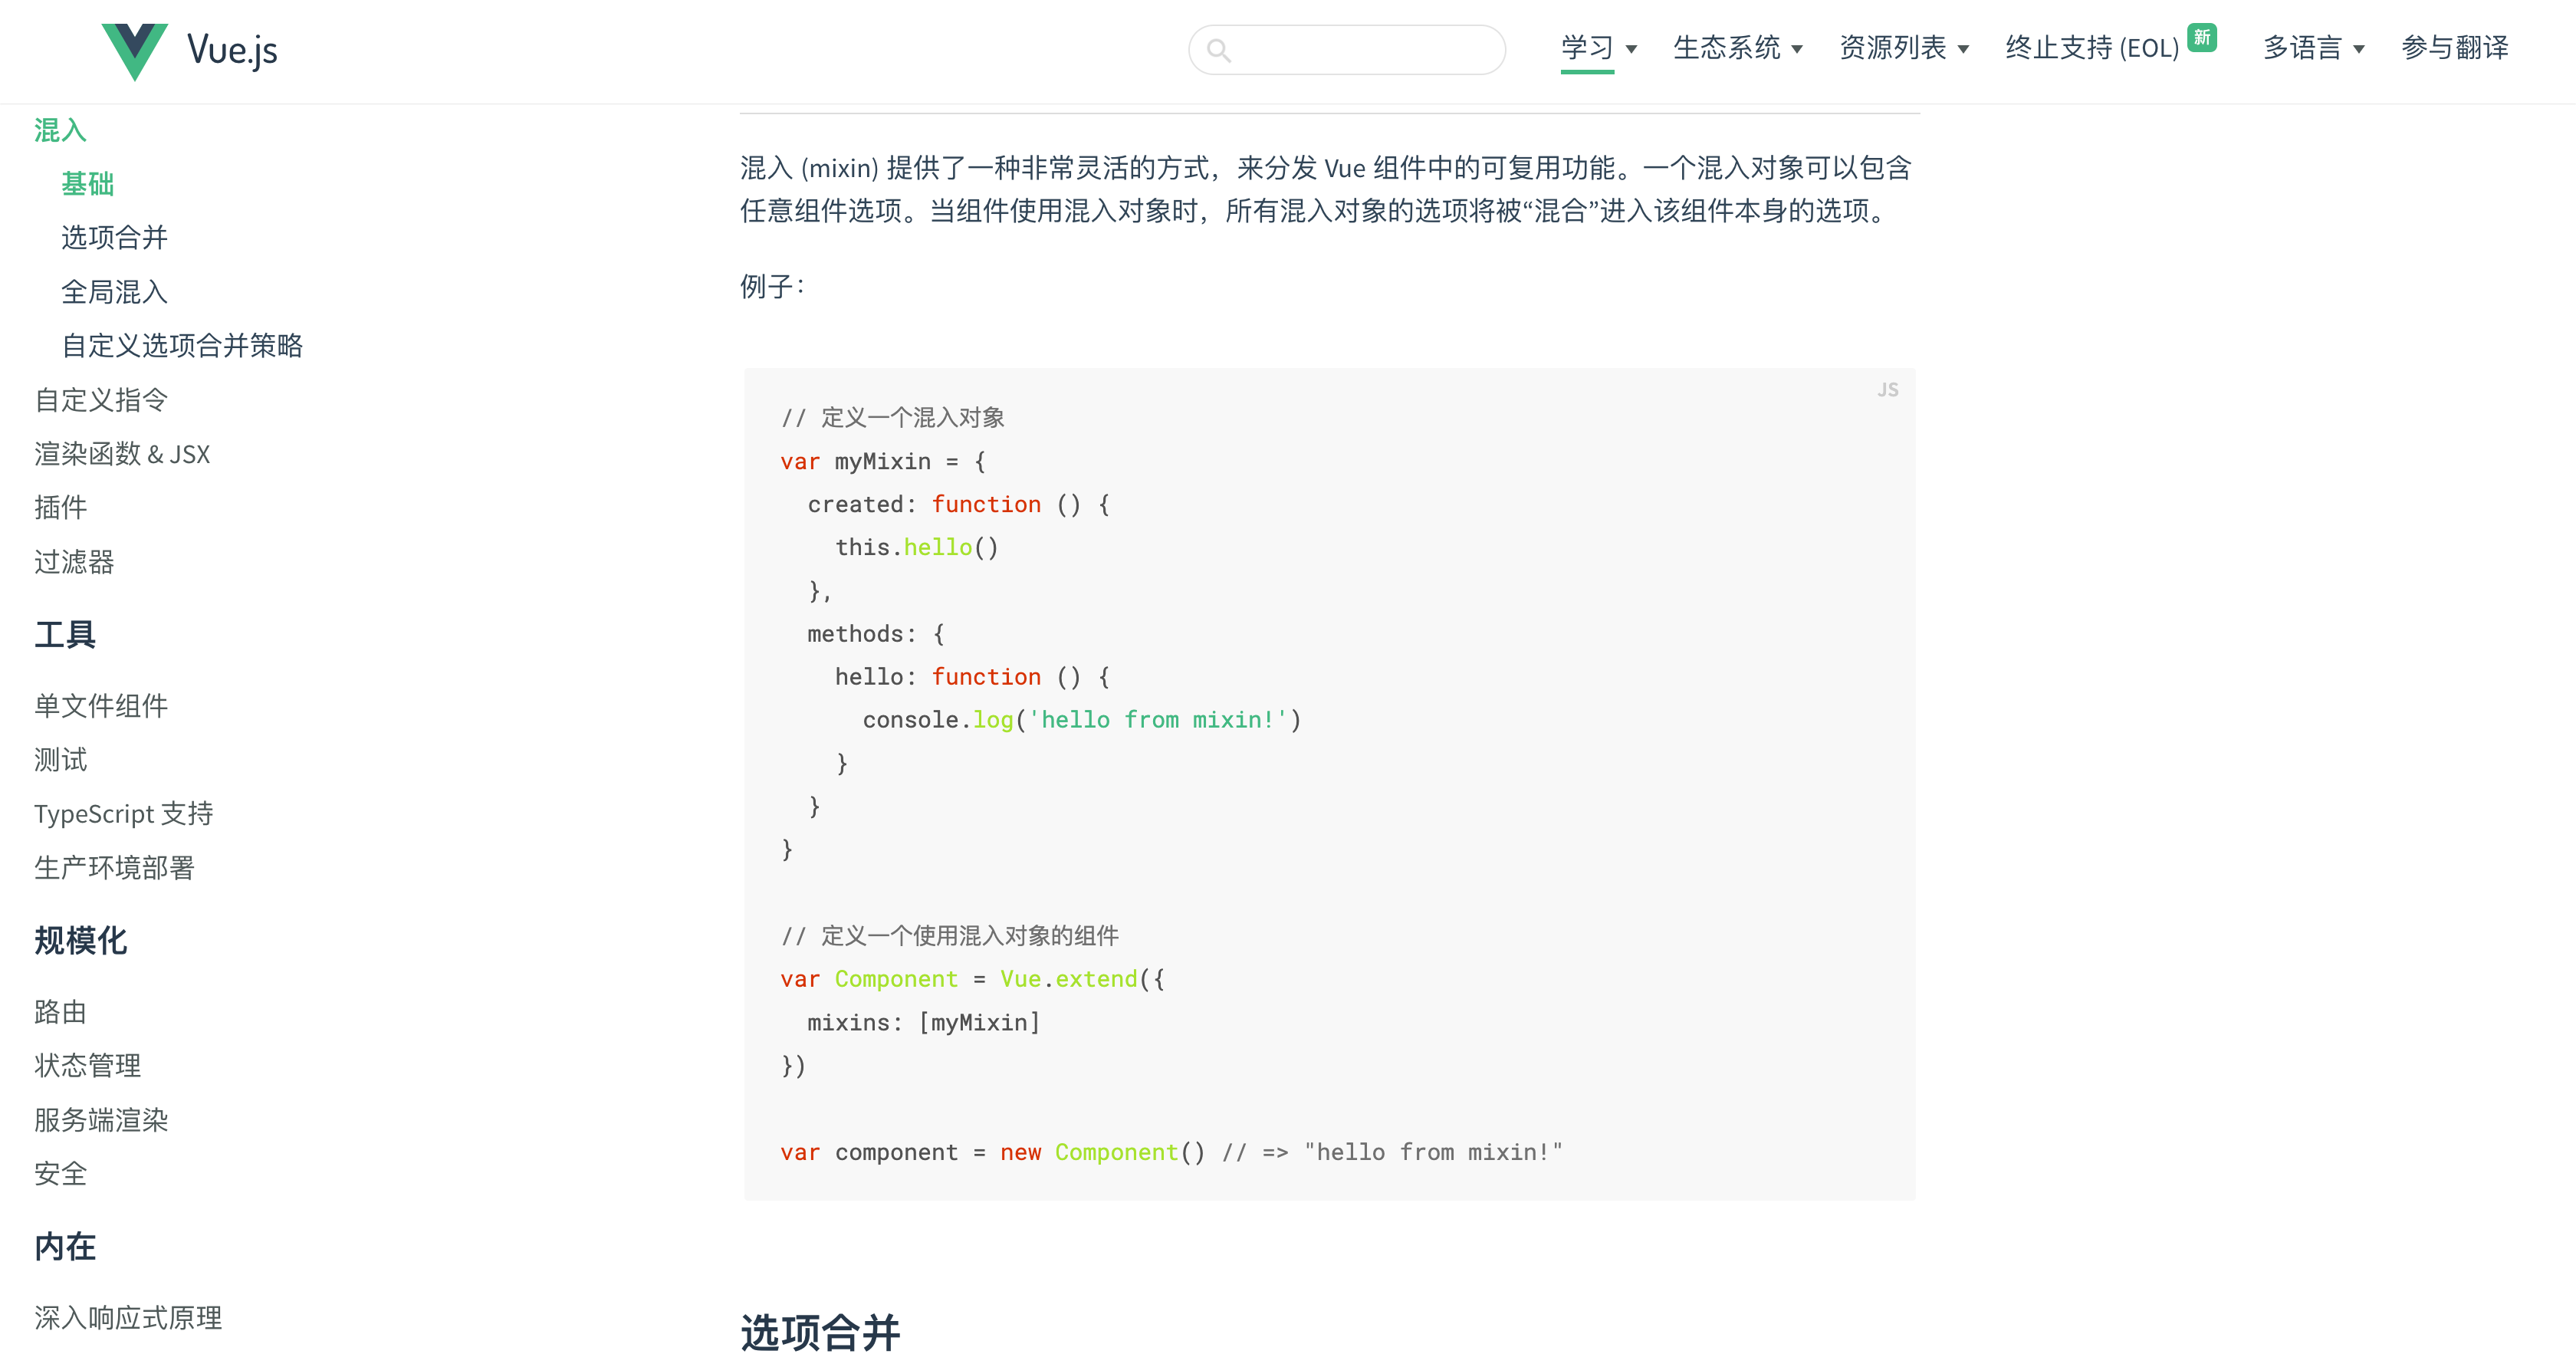 Vue.js
学习
生态系统
资源列表
终止支持 (EOL) 新
多语言
参与翻译
混入
基础
选项合并
全局混入
自定义选项合并策略
自定义指令
渲染函数 & JSX
插件
过滤器
工具
单文件组件
测试
TypeScript 支持
生产环境部署
规模化
路由
状态管理
服务端渲染
安全
内在
深入响应式原理
混入 (mixin) 提供了一种非常灵活的方式，来分发 Vue 组件中的可复用功能。一个混入对象可以包含
任意组件选项。当组件使用混入对象时，所有混入对象的选项将被“混合”进入该组件本身的选项。
例子：
JS
// 定义一个混入对象
var myMixin = {
  created: function () {
    this.hello()
  },
  methods: {
    hello: function () {
      console.log('hello from mixin!')
    }
  }
}
// 定义一个使用混入对象的组件
var Component = Vue.extend({
  mixins: [myMixin]
})
var component = new Component() // => "hello from mixin!"
选项合并